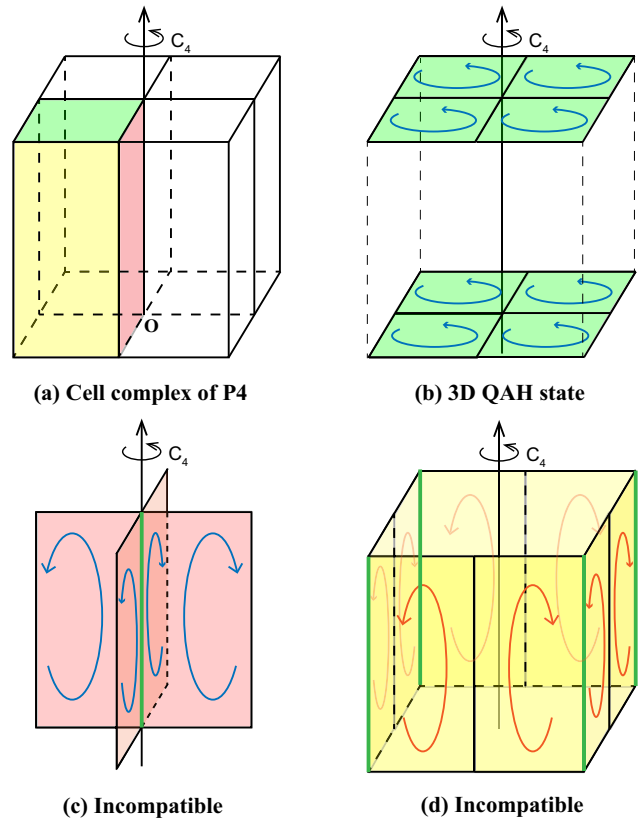 C₄
C₄
O
(a) Cell complex of P4
(b) 3D QAH state
C₄
C₄
(c) Incompatible
(d) Incompatible